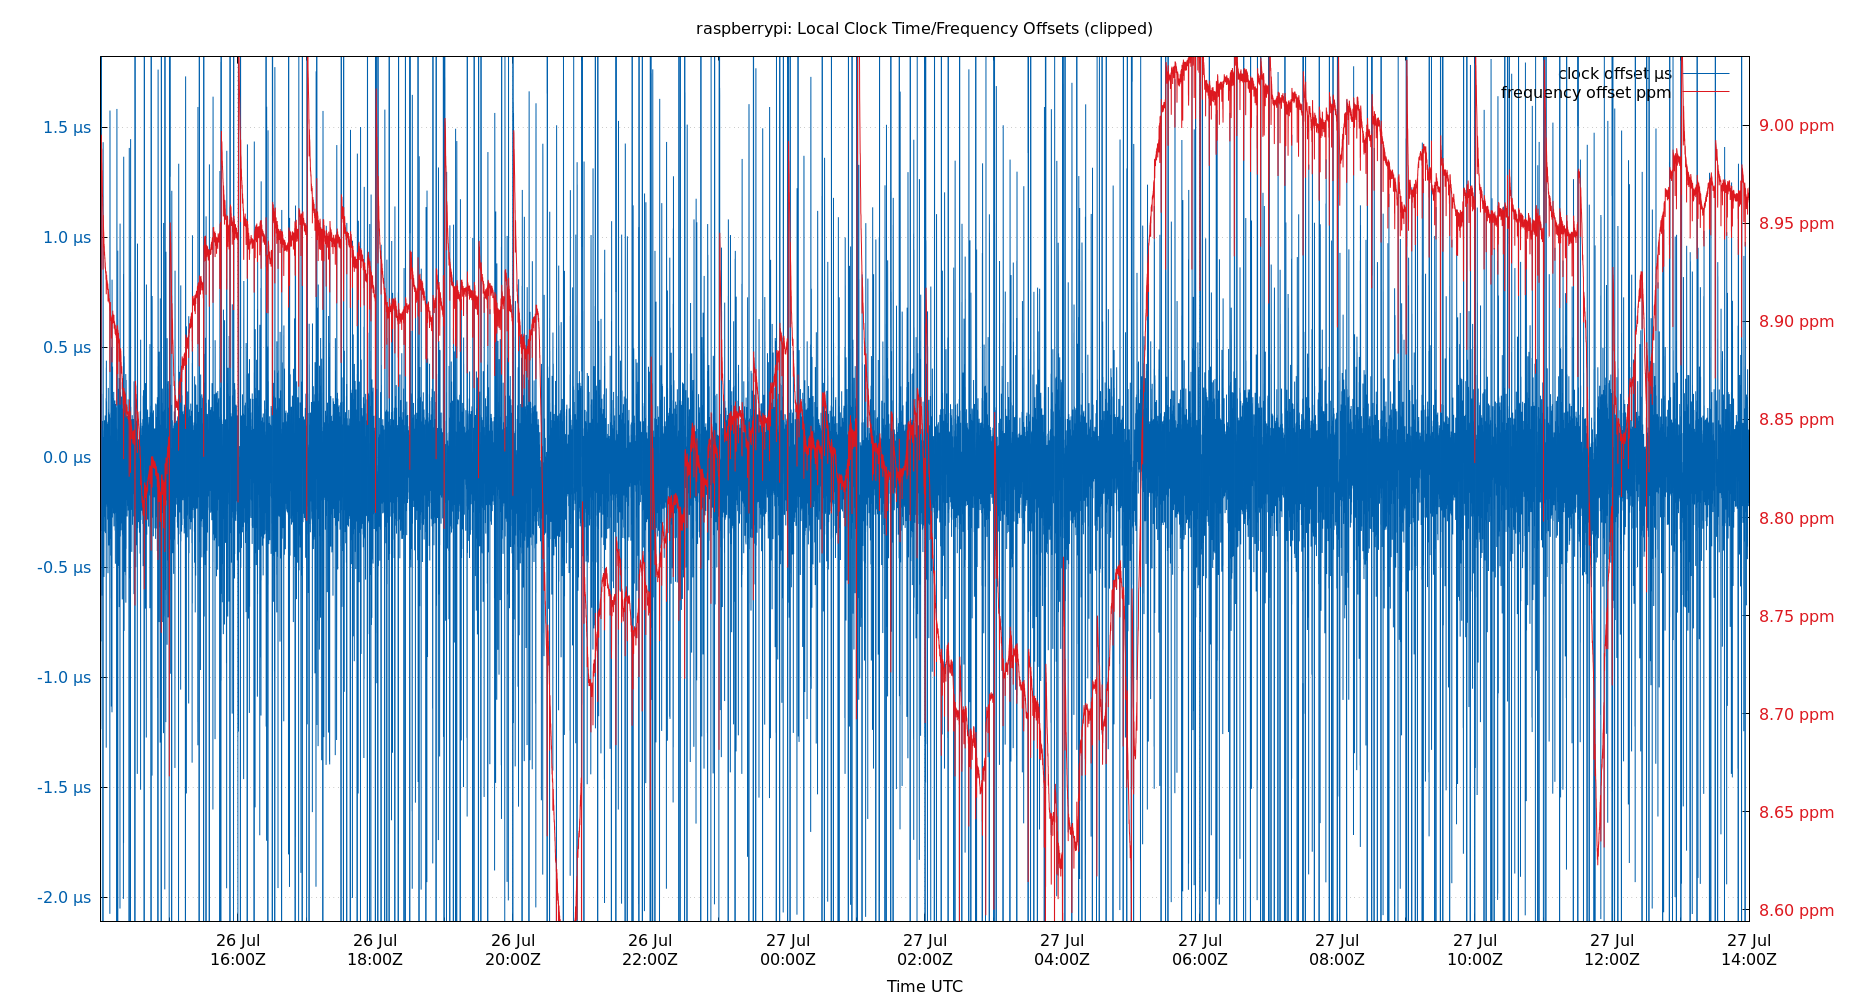 raspberrypi: Local Clock Time/Frequency Offsets (clipped)
clock offset µs
frequency offset ppm
1.5 µs
1.0 µs
0.5 µs
0.0 µs
-0.5 µs
-1.0 µs
-1.5 µs
-2.0 µs
9.00 ppm
8.95 ppm
8.90 ppm
8.85 ppm
8.80 ppm
8.75 ppm
8.70 ppm
8.65 ppm
8.60 ppm
26 Jul 26 Jul 26 Jul 26 Jul 27 Jul 27 Jul 27 Jul 27 Jul 27 Jul 27 Jul 27 Jul 27 Jul
16:00Z 18:00Z 20:00Z 22:00Z 00:00Z 02:00Z 04:00Z 06:00Z 08:00Z 10:00Z 12:00Z 14:00Z
Time UTC